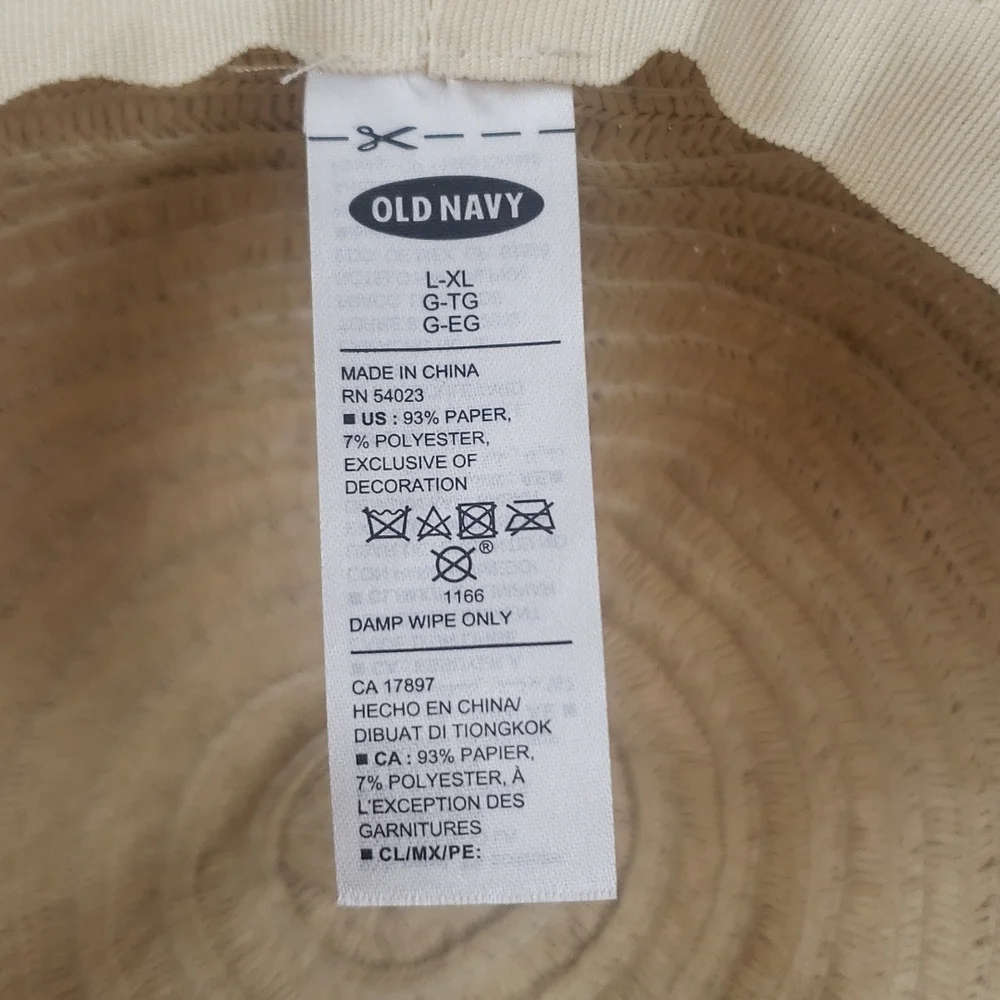 OLD NAVY
L-XL
G-TG
G-EG
MADE IN CHINA
RN 54023
■ US : 93% PAPER,
7% POLYESTER,
EXCLUSIVE OF
DECORATION
®
1166
DAMP WIPE ONLY
CA 17897
HECHO EN CHINA/
DIBUAT DI TIONGKOK
■ CA : 93% PAPIER,
7% POLYESTER, À
L'EXCEPTION DES
GARNITURES
■ CL/MX/PE: